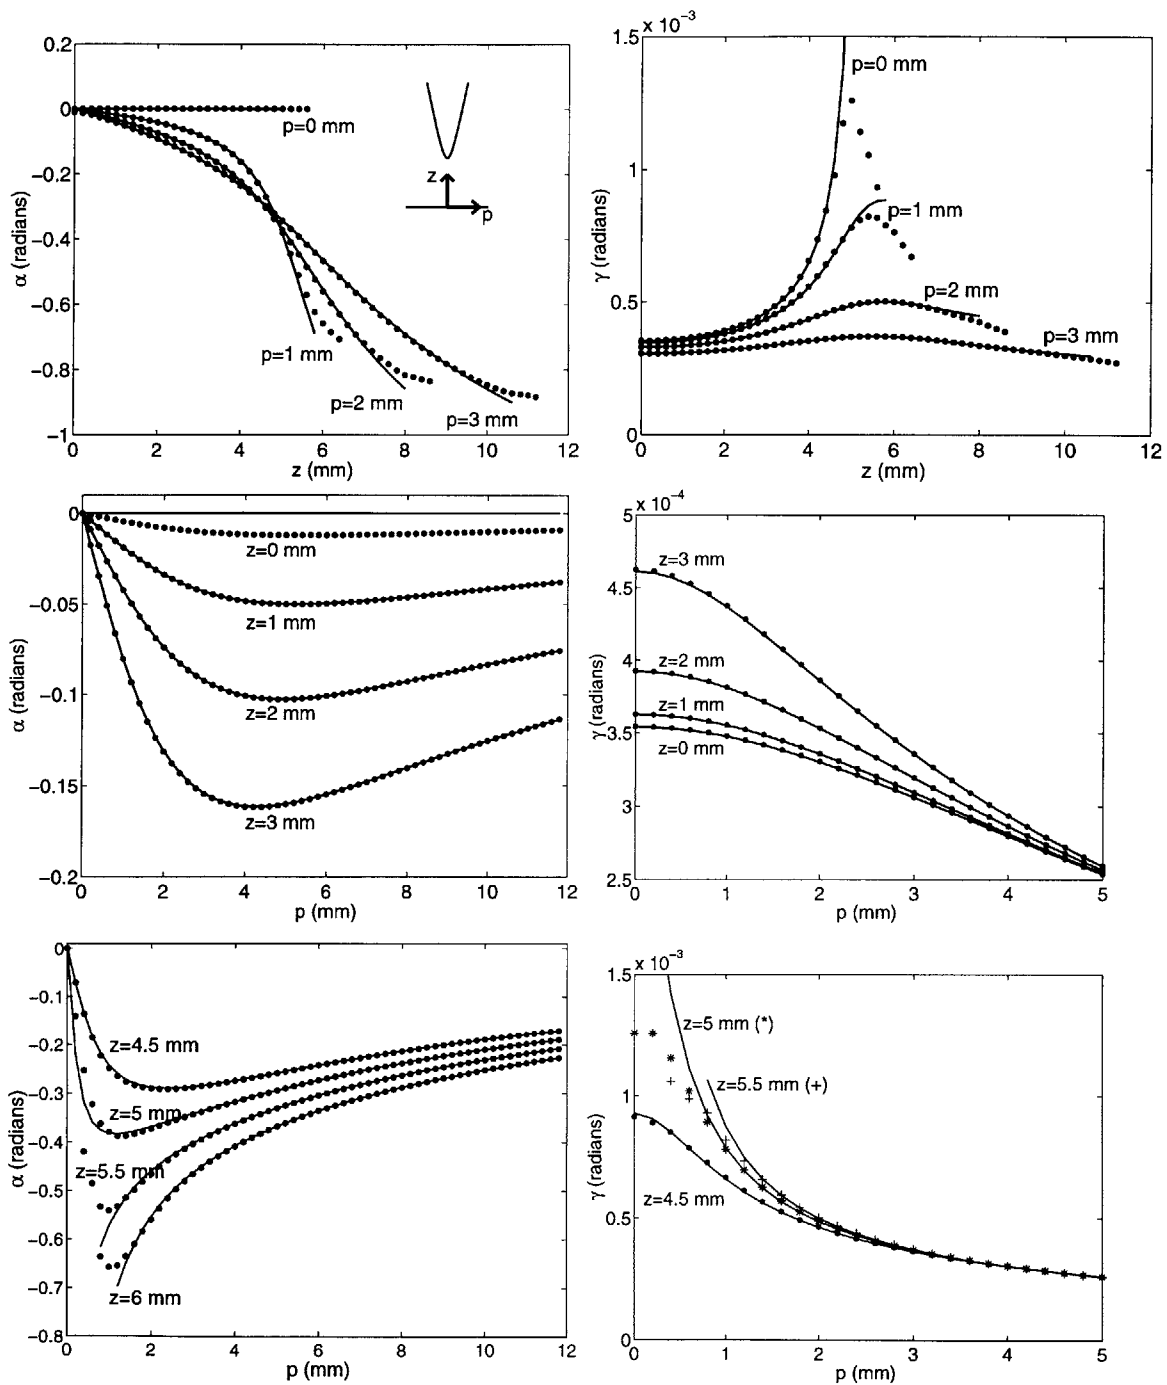 0.2
0
−0.2
−0.4
−0.6
−0.8
−1
0 2 4 6 8 10 12
α (radians)
z (mm)
p=0 mm
z
p
p=1 mm
p=2 mm
p=3 mm
x 10⁻³
1.5
1
0.5
0
0 2 4 6 8 10 12
γ (radians)
z (mm)
p=0 mm
p=1 mm
p=2 mm
p=3 mm
0
−0.05
−0.1
−0.15
−0.2
0 2 4 6 8 10 12
α (radians)
p (mm)
z=0 mm
z=1 mm
z=2 mm
z=3 mm
x 10⁻⁴
5
4.5
4
3.5
3
2.5
0 1 2 3 4 5
γ (radians)
p (mm)
z=3 mm
z=2 mm
z=1 mm
z=0 mm
0
−0.1
−0.2
−0.3
−0.4
−0.5
−0.6
−0.7
−0.8
0 2 4 6 8 10 12
α (radians)
p (mm)
z=4.5 mm
z=5 mm
z=5.5 mm
z=6 mm
x 10⁻³
1.5
1
0.5
0
0 1 2 3 4 5
γ (radians)
p (mm)
z=5 mm (*)
z=5.5 mm (+)
z=4.5 mm